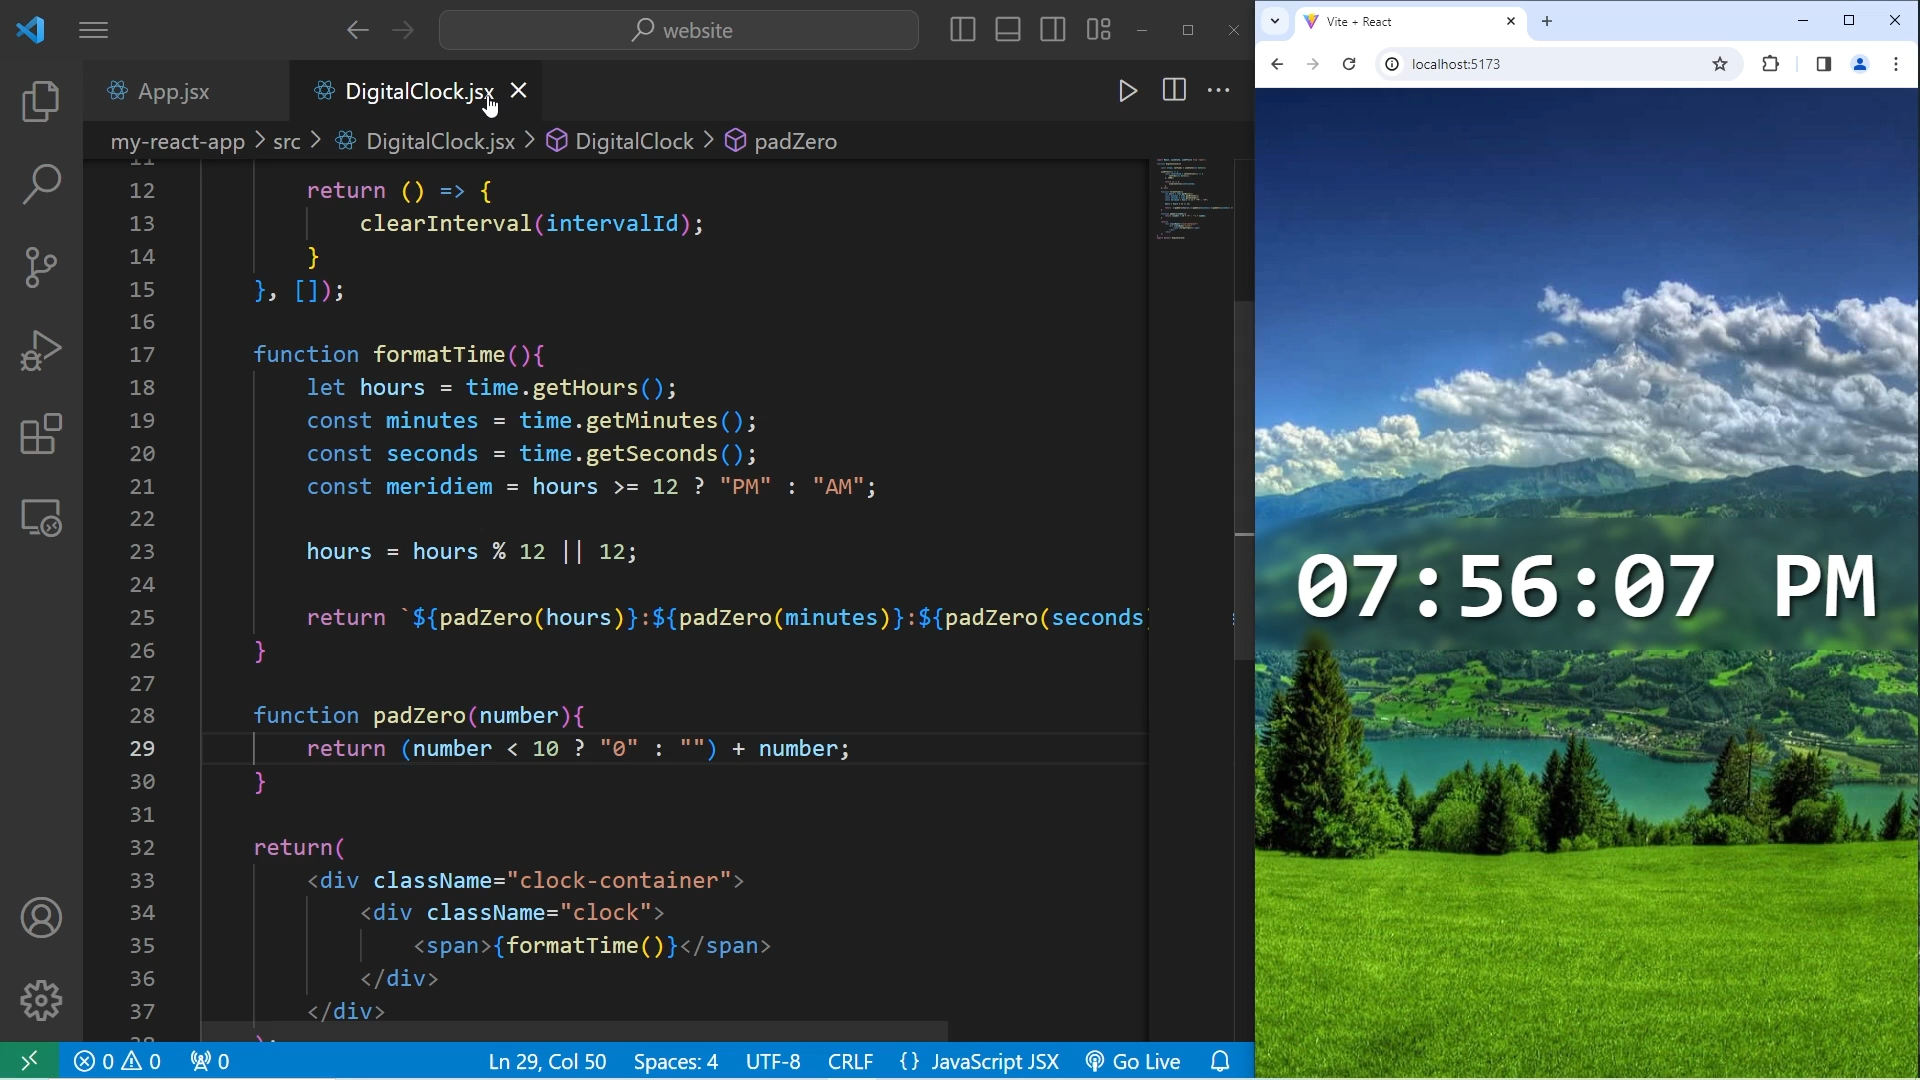 website
App.jsx
DigitalClock.jsx
my-react-app > src > DigitalClock.jsx > DigitalClock > padZero
12 return () => {
13 clearInterval(intervalId);
14 }
15 }, []);
16
17 function formatTime(){
18 let hours = time.getHours();
19 const minutes = time.getMinutes();
20 const seconds = time.getSeconds();
21 const meridiem = hours >= 12 ? "PM" : "AM";
22
23 hours = hours % 12 || 12;
24
25 return `${padZero(hours)}:${padZero(minutes)}:${padZero(seconds
26 }
27
28 function padZero(number){
29 return (number < 10 ? "0" : "") + number;
30 }
31
32 return(
33 <div className="clock-container">
34 <div className="clock">
35 <span>{formatTime()}</span>
36 </div>
37 </div>
0 0 0 Ln 29, Col 50 Spaces: 4 UTF-8 CRLF {} JavaScript JSX Go Live
Vite + React
localhost:5173
07:56:07 PM